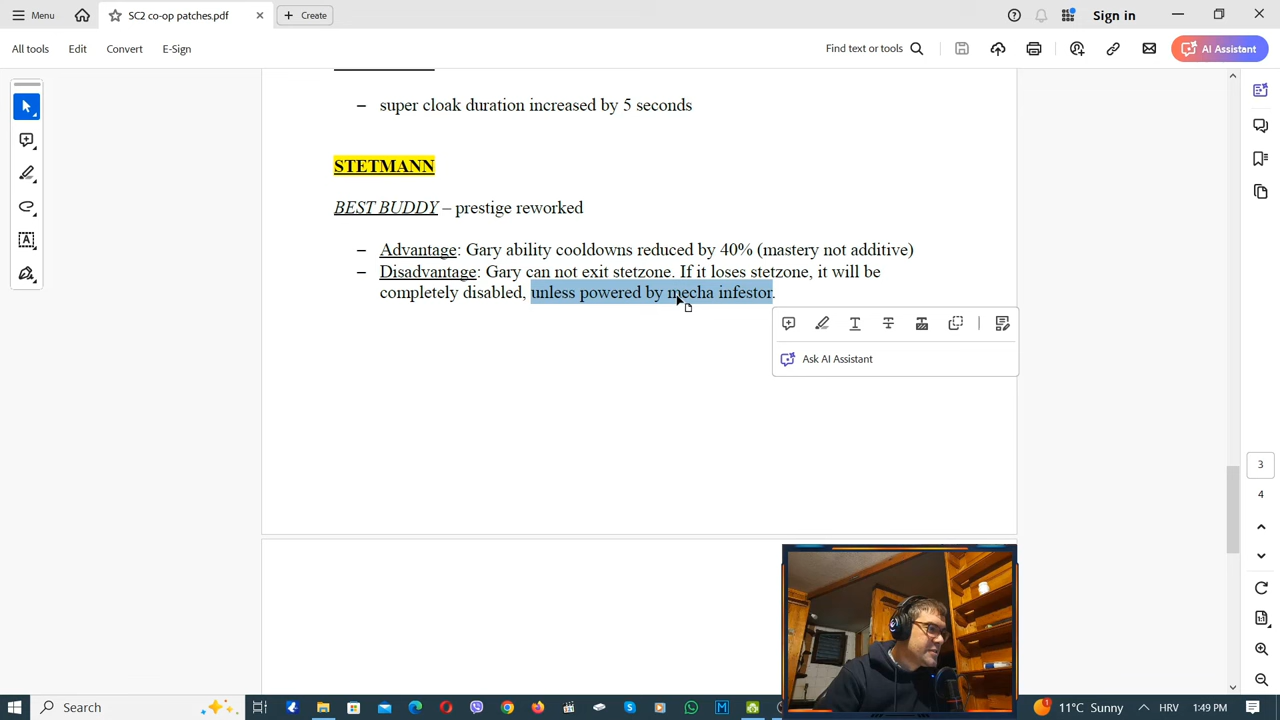 Menu
SC2 co-op patches.pdf
Create
Sign in
All tools
Edit
Convert
E-Sign
Find text or tools
AI Assistant
– super cloak duration increased by 5 seconds
STETMANN
BEST BUDDY – prestige reworked
– Advantage: Gary ability cooldowns reduced by 40% (mastery not additive)
– Disadvantage: Gary can not exit stetzone. If it loses stetzone, it will be
completely disabled, unless powered by mecha infestor.
Ask AI Assistant
3
4
Search
11°C Sunny
HRV
1:49 PM